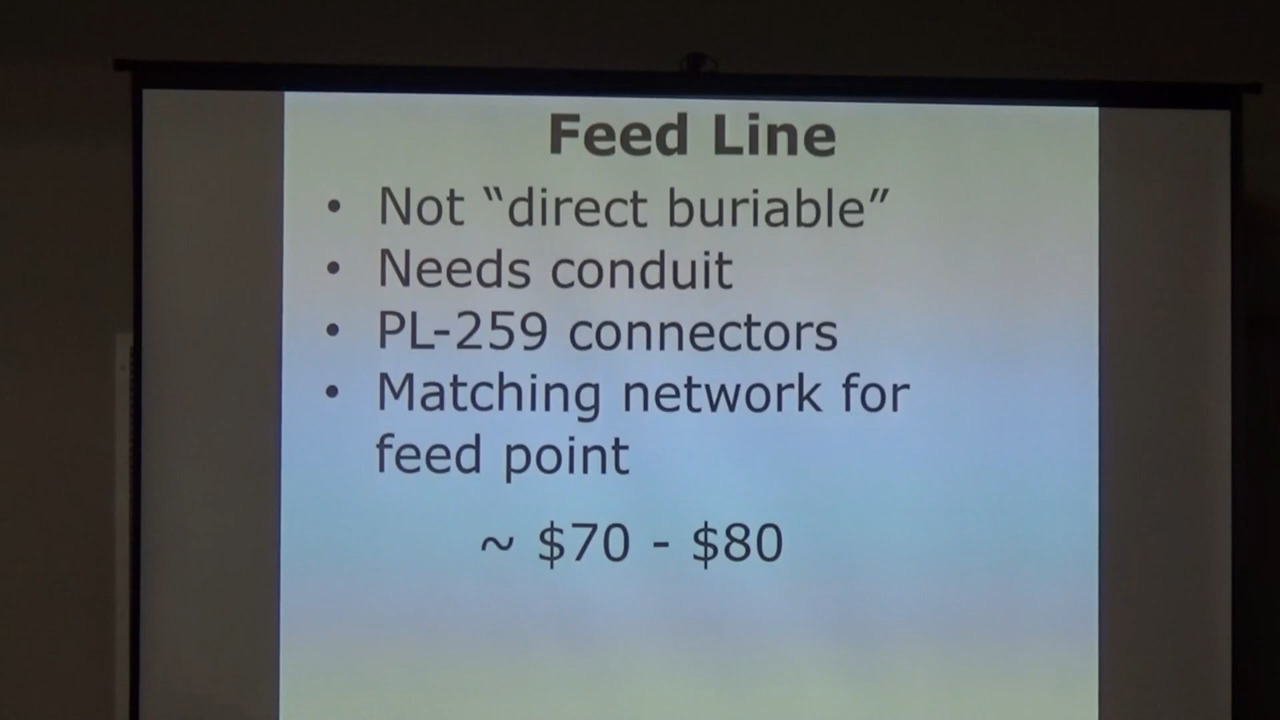 Feed Line
• Not “direct buriable”
• Needs conduit
• PL-259 connectors
• Matching network for
feed point
~ $70 - $80